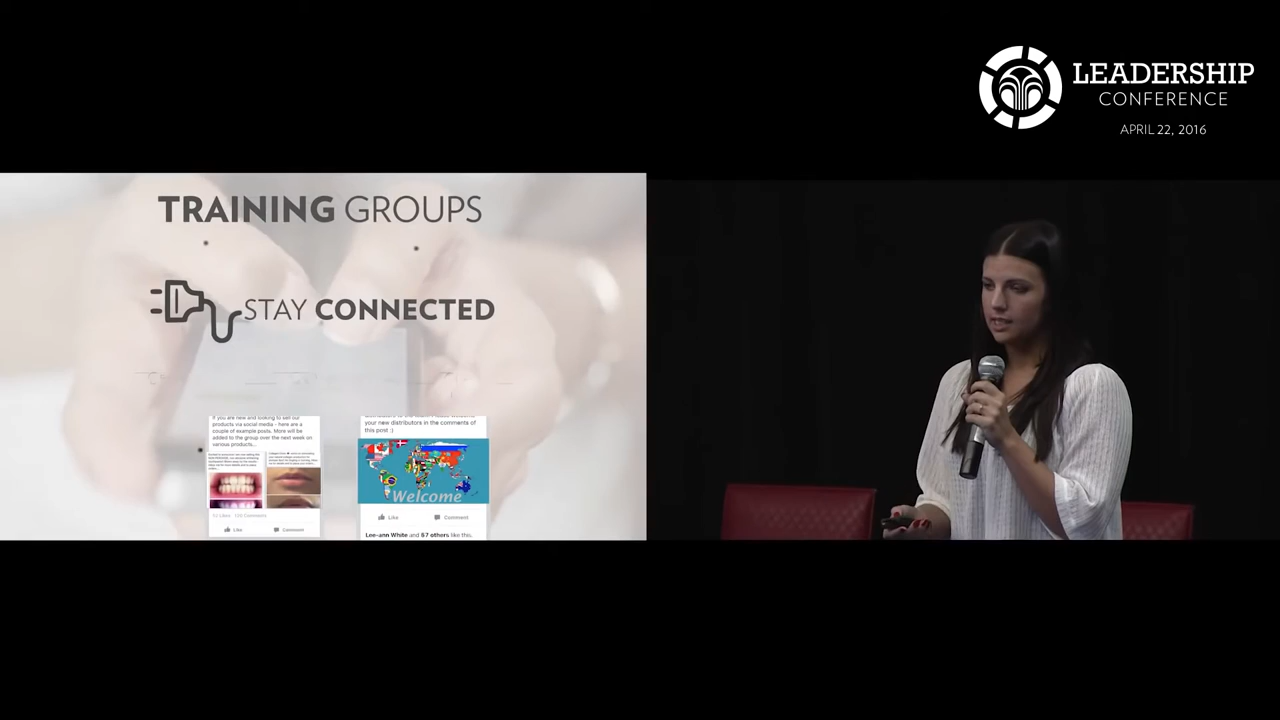 LEADERSHIP
CONFERENCE
APRIL 22, 2016
TRAINING GROUPS
STAY CONNECTED
If you are new and looking to sell our
products via social media - here are a
couple of example posts. More will be
added to the group over the next week on
various products...
Like Comment
your new distributors in the comments of
this post :)
Welcome
Like Comment
Lee-ann White and 67 others like this.